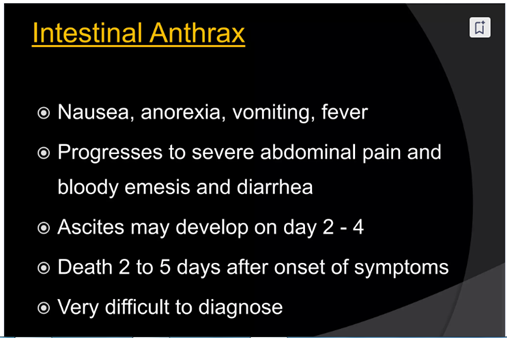 Intestinal Anthrax
Nausea, anorexia, vomiting, fever
Progresses to severe abdominal pain and
bloody emesis and diarrhea
Ascites may develop on day 2 - 4
Death 2 to 5 days after onset of symptoms
Very difficult to diagnose